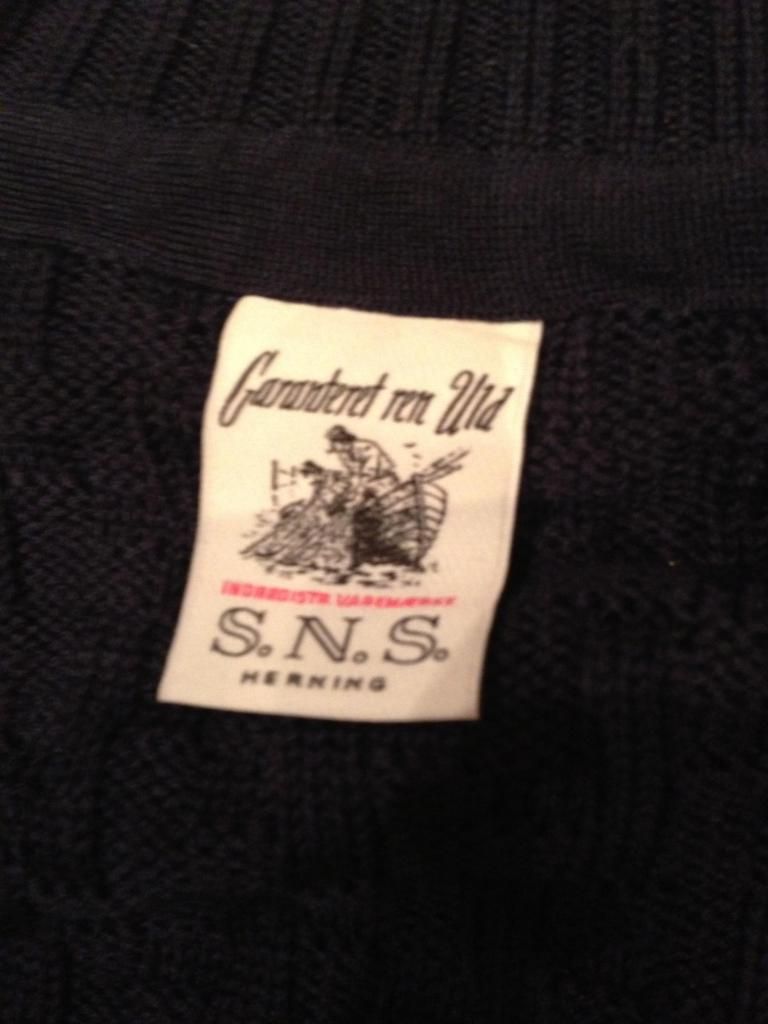 Garanteret ren Uld
INDREGISTR. VAREMÆRKE
S.N.S.
HERNING